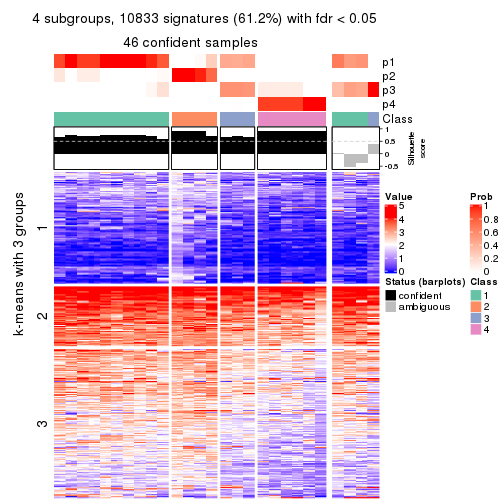 4 subgroups, 10833 signatures (61.2%) with fdr < 0.05
46 confident samples
p1
p2
p3
p4
Class
1
0.5
0
-0.5
Silhouette
score
k-means with 3 groups
1
2
3
Value
5
4
3
2
1
0
Prob
1
0.8
0.6
0.4
0.2
0
Status (barplots)
confident
ambiguous
Class
1
2
3
4